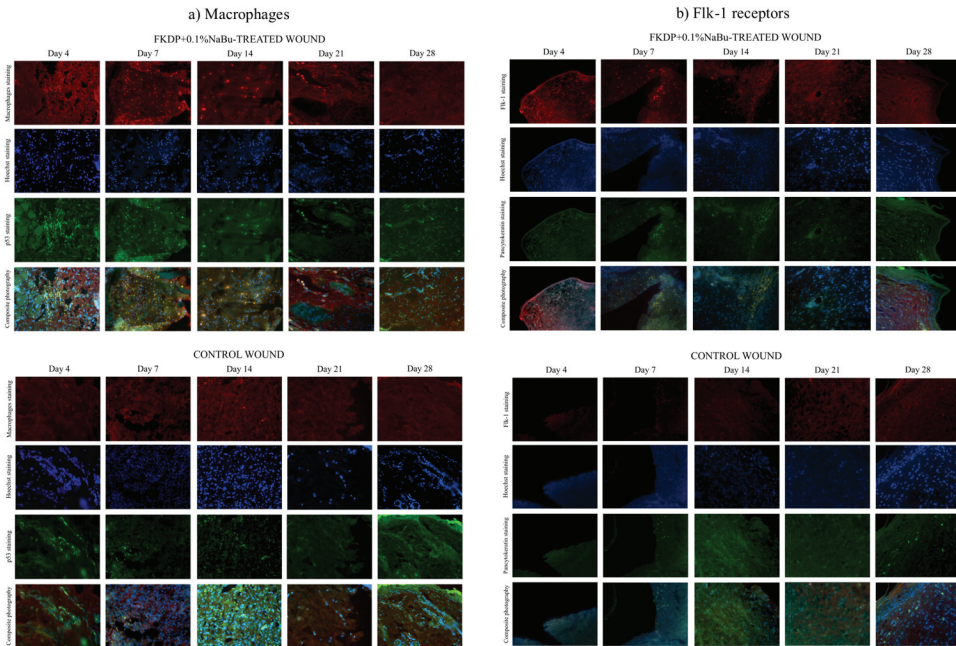 a) Macrophages
FKDP+0.1%NaBu-TREATED WOUND
Day 4 Day 7 Day 14 Day 21 Day 28
Macrophages staining
Hoechst staining
p53 staining
Composite photography
CONTROL WOUND
Day 4 Day 7 Day 14 Day 21 Day 28
Macrophages staining
Hoechst staining
p53 staining
Composite photography
b) Flk-1 receptors
FKDP+0.1%NaBu-TREATED WOUND
Day 4 Day 7 Day 14 Day 21 Day 28
Flk-1 staining
Hoechst staining
Pancytokeratin staining
Composite photography
CONTROL WOUND
Day 4 Day 7 Day 14 Day 21 Day 28
Flk-1 staining
Hoechst staining
Pancytokeratin staining
Composite photography